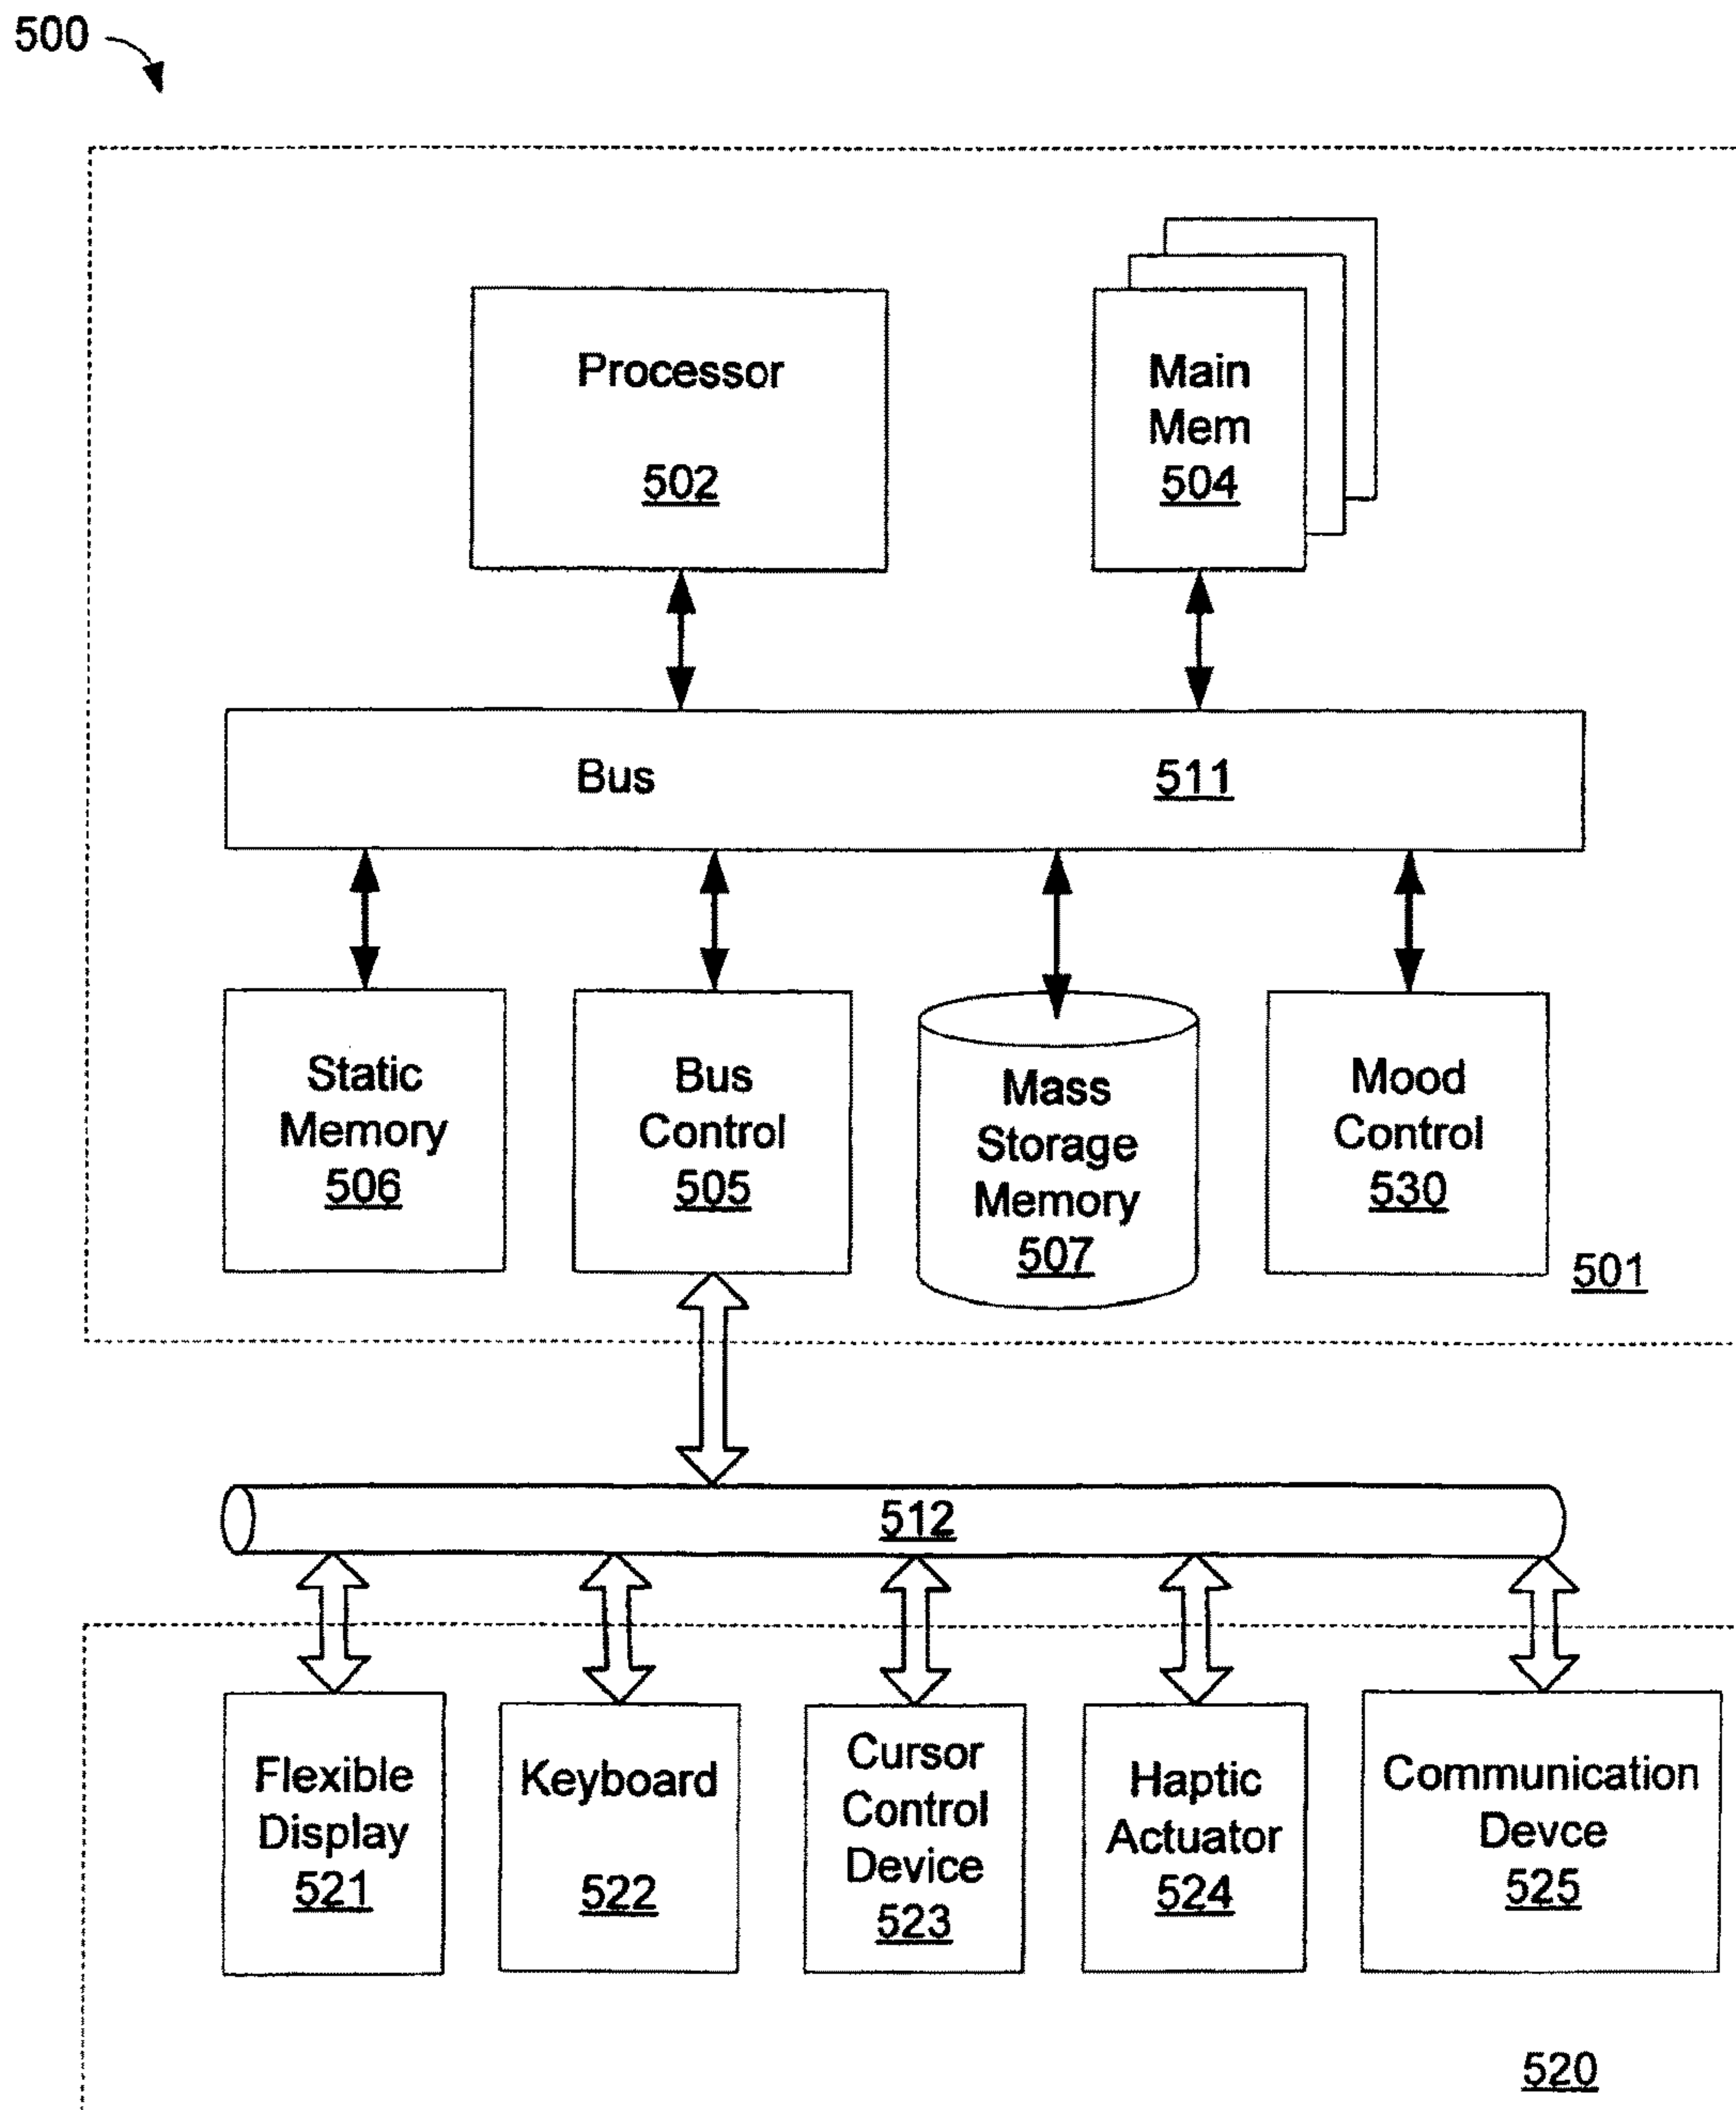 500
Processor
502
Main
Mem
504
Bus 511
Static
Memory
506
Bus
Control
505
Mass
Storage
Memory
507
Mood
Control
530
501
512
Flexible
Display
521
Keyboard
522
Cursor
Control
Device
523
Haptic
Actuator
524
Communication
Devce
525
520